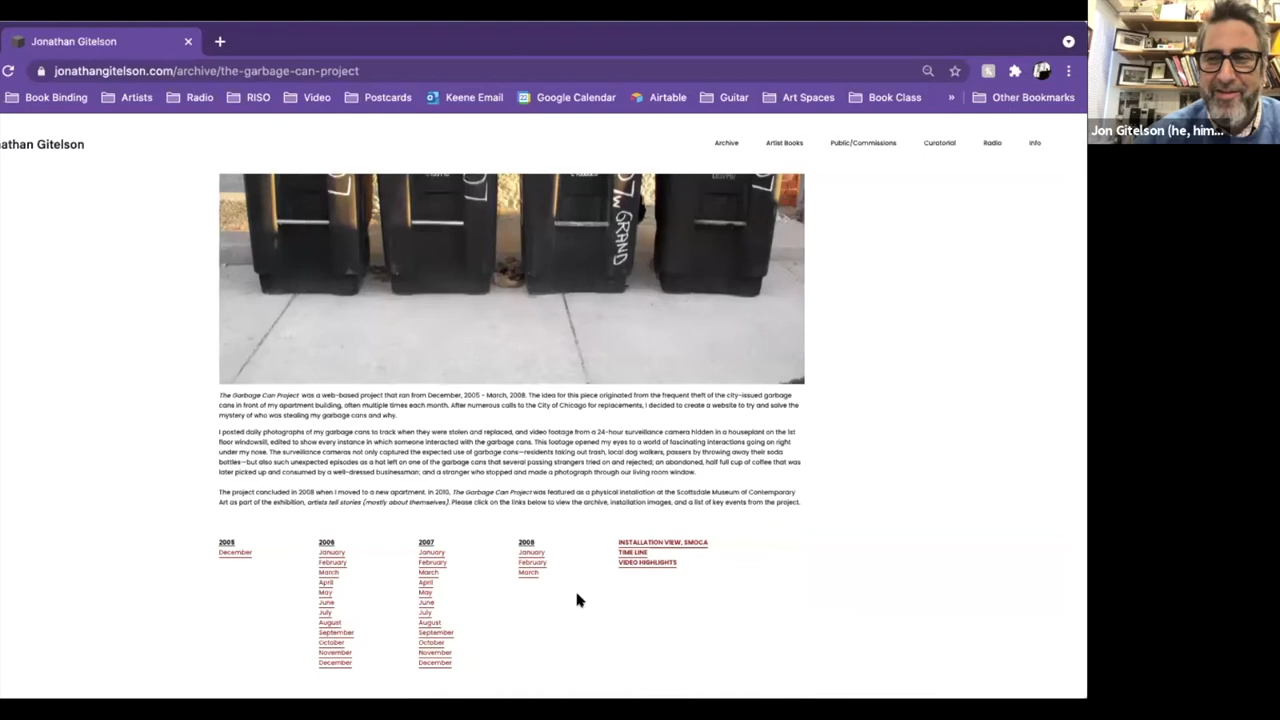 Jonathan Gitelson
jonathangitelson.com/archive/the-garbage-can-project
Book Binding Artists Radio RISO Video Postcards Keene Email Google Calendar Airtable Guitar Art Spaces Book Class » Other Bookmarks
Jon Gitelson (he, him...
nathan Gitelson
Archive Artist Books Public/Commissions Curatorial Radio Info
W GRAND
The Garbage Can Project was a web-based project that ran from December, 2005 - March, 2008. The idea for this piece originated from the frequent theft of the city-issued garbage
cans in front of my apartment building, often multiple times each month. After numerous calls to the City of Chicago for replacements, I decided to create a website to try and solve the
mystery of who was stealing my garbage cans and why.
I posted daily photographs of my garbage cans to track when they were stolen and replaced, and video footage from a 24-hour surveillance camera hidden in a houseplant on the 1st
floor windowsill, edited to show every instance in which someone interacted with the garbage cans. This footage opened my eyes to a world of fascinating interactions going on right
under my nose. The surveillance cameras not only captured the expected use of garbage cans—residents taking out trash, local dog walkers, passers by throwing away their soda
bottles—but also such unexpected episodes as a hat left on one of the garbage cans that several passing strangers tried on and rejected; an abandoned, half full cup of coffee that was
later picked up and consumed by a well-dressed businessman; and a stranger who stopped and made a photograph through our living room window.
The project concluded in 2008 when I moved to a new apartment. In 2010, The Garbage Can Project was featured as a physical installation at the Scottsdale Museum of Contemporary
Art as part of the exhibition, artists tell stories (mostly about themselves). Please click on the links below to view the archive, installation images, and a list of key events from the project.
2005
December
2006
January
February
March
April
May
June
July
August
September
October
November
December
2007
January
February
March
April
May
June
July
August
September
October
November
December
2008
January
February
March
INSTALLATION VIEW, SMOCA
TIME LINE
VIDEO HIGHLIGHTS